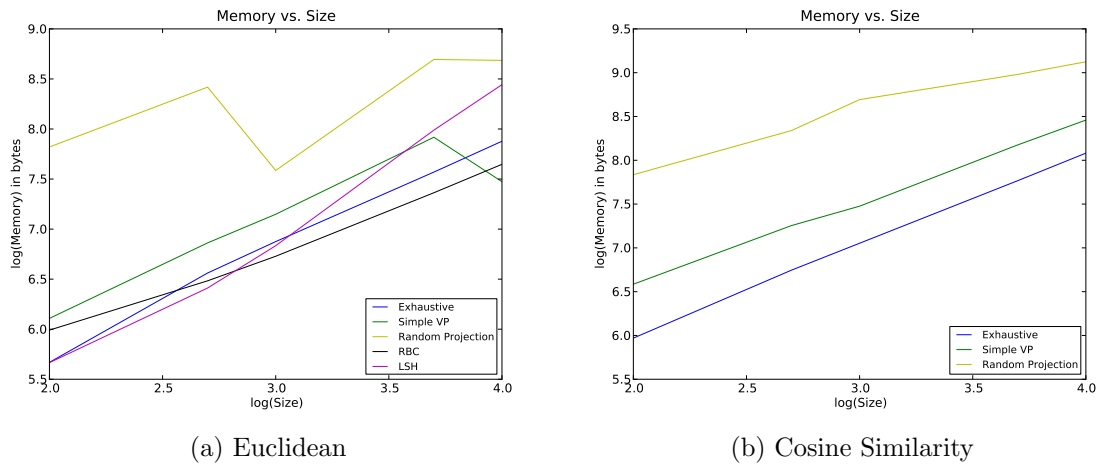 Memory vs. Size
9.0
8.5
8.0
7.5
7.0
6.5
6.0
5.5
log(Memory) in bytes
Exhaustive
Simple VP
Random Projection
RBC
LSH
2.0 2.5 3.0 3.5 4.0
log(Size)
(a) Euclidean
Memory vs. Size
9.5
9.0
8.5
8.0
7.5
7.0
6.5
6.0
5.5
log(Memory) in bytes
Exhaustive
Simple VP
Random Projection
2.0 2.5 3.0 3.5 4.0
log(Size)
(b) Cosine Similarity